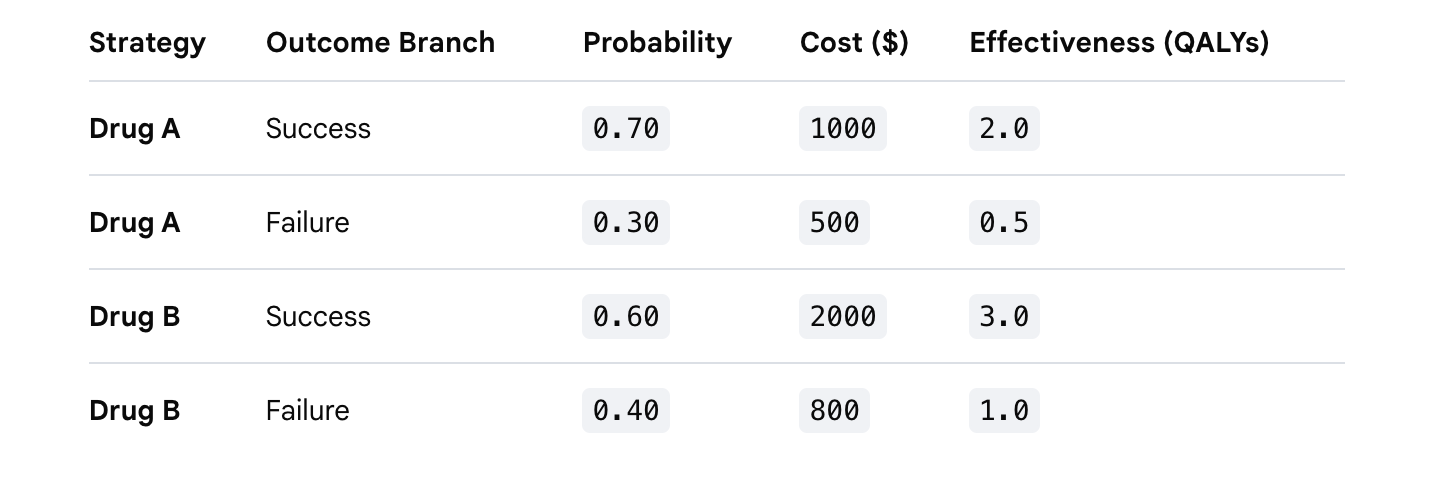 Strategy Outcome Branch Probability Cost ($) Effectiveness (QALYs)
Drug A Success 0.70 1000 2.0
Drug A Failure 0.30 500 0.5
Drug B Success 0.60 2000 3.0
Drug B Failure 0.40 800 1.0